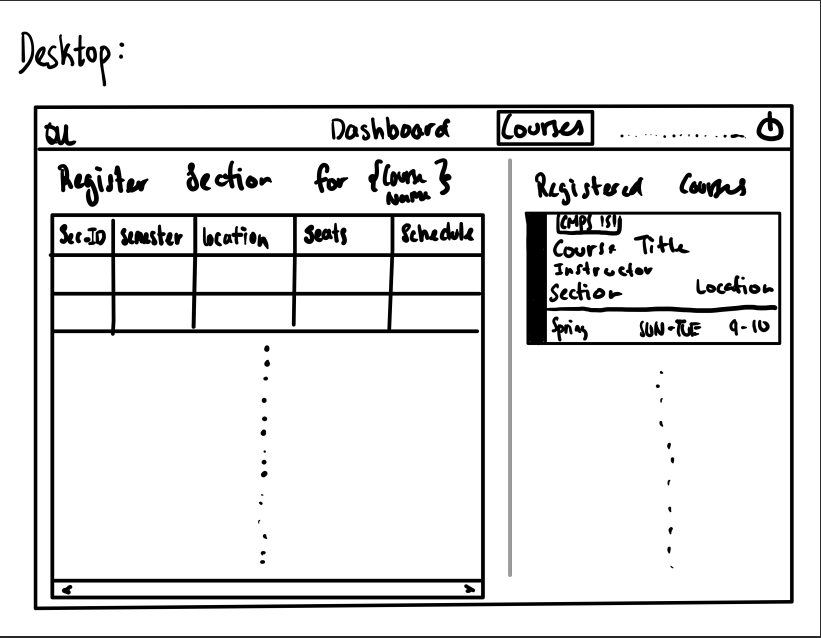 Desktop:
Dashboard Courses
Register Section for {Course Name}
Sec.ID semester location Seats Schedule
< >
Registered Courses
CMPS 151
Course Title
Instructor
Section Location
Spring SUN-TUE 9-10